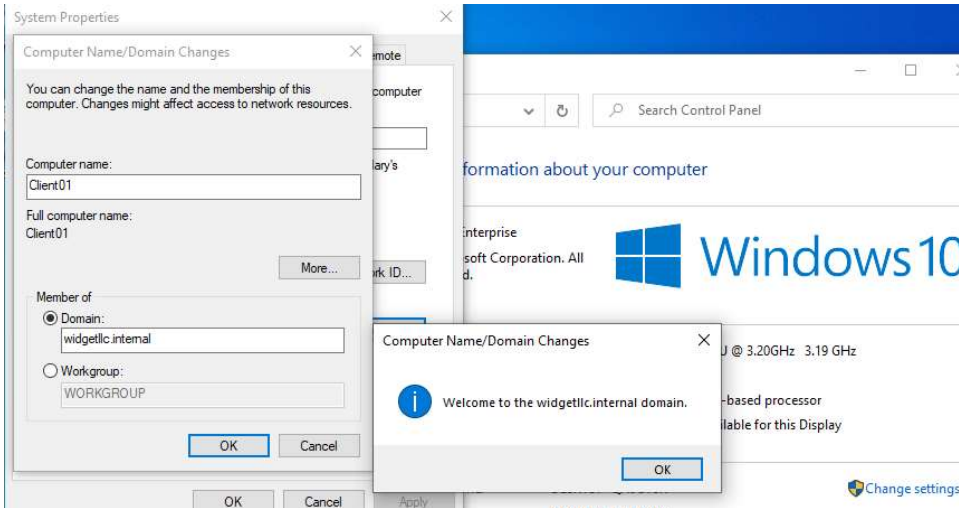 System Properties
Computer Name/Domain Changes
emote
You can change the name and the membership of this
computer. Changes might affect access to network resources.
computer
Search Control Panel
Computer name:
Client01
lary's
formation about your computer
Full computer name:
Client01
Enterprise
soft Corporation. All
d.
Windows 10
More...
rk ID...
Member of
Domain:
widgetllc.internal
Workgroup:
WORKGROUP
OK
Cancel
Computer Name/Domain Changes
Welcome to the widgetllc.internal domain.
OK
U @ 3.20GHz 3.19 GHz
-based processor
ilable for this Display
OK
Cancel
Apply
Change settings